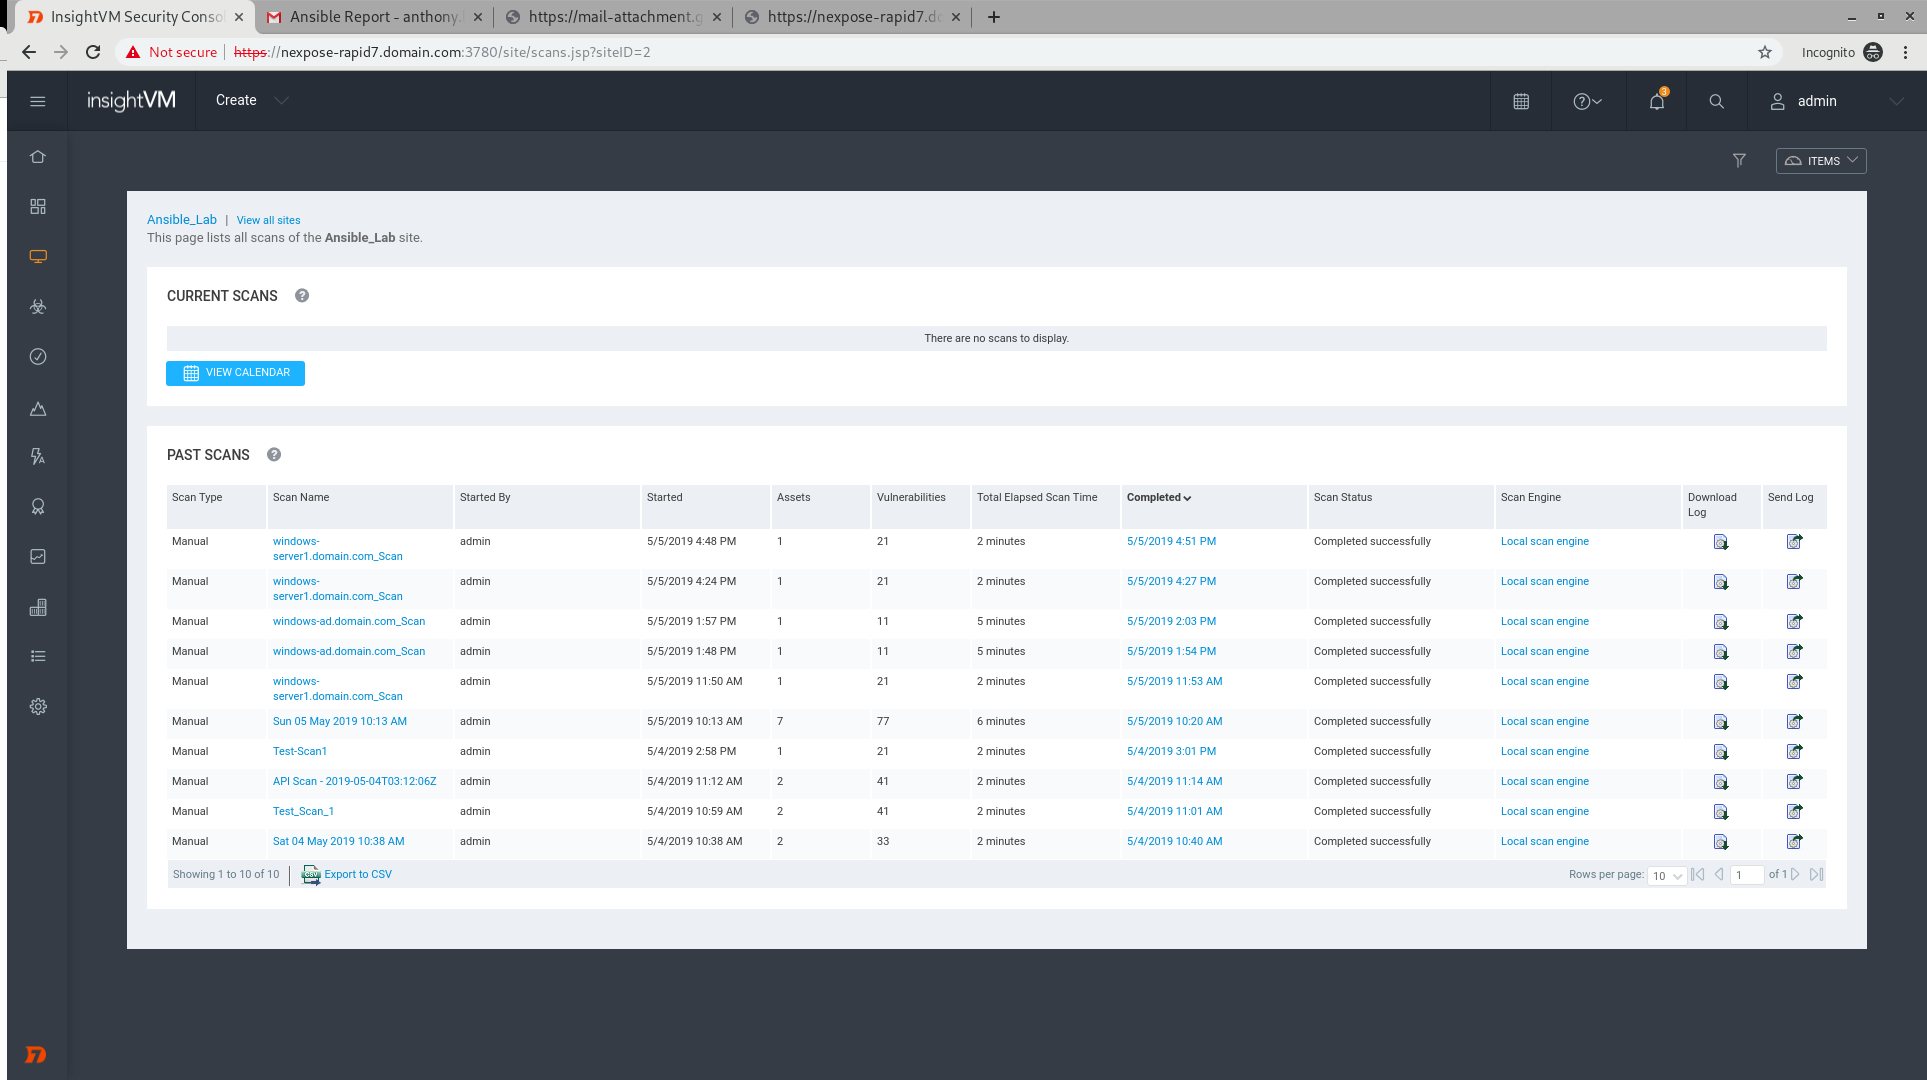 InsightVM Security Conso
Ansible Report - anthony.
https://mail-attachment.g
https://nexpose-rapid7.do
Not secure
https://nexpose-rapid7.domain.com:3780/site/scans.jsp?siteID=2
Incognito
insightVM
Create
3
admin
ITEMS
Ansible_Lab | View all sites
This page lists all scans of the Ansible_Lab site.
CURRENT SCANS ?
There are no scans to display.
VIEW CALENDAR
PAST SCANS ?
Scan Type Scan Name Started By Started Assets Vulnerabilities Total Elapsed Scan Time Completed Scan Status Scan Engine Download Send Log
Log
Manual windows- admin 5/5/2019 4:48 PM 1 21 2 minutes 5/5/2019 4:51 PM Completed successfully Local scan engine
server1.domain.com_Scan
Manual windows- admin 5/5/2019 4:24 PM 1 21 2 minutes 5/5/2019 4:27 PM Completed successfully Local scan engine
server1.domain.com_Scan
Manual windows-ad.domain.com_Scan admin 5/5/2019 1:57 PM 1 11 5 minutes 5/5/2019 2:03 PM Completed successfully Local scan engine
Manual windows-ad.domain.com_Scan admin 5/5/2019 1:48 PM 1 11 5 minutes 5/5/2019 1:54 PM Completed successfully Local scan engine
Manual windows- admin 5/5/2019 11:50 AM 1 21 2 minutes 5/5/2019 11:53 AM Completed successfully Local scan engine
server1.domain.com_Scan
Manual Sun 05 May 2019 10:13 AM admin 5/5/2019 10:13 AM 7 77 6 minutes 5/5/2019 10:20 AM Completed successfully Local scan engine
Manual Test-Scan1 admin 5/4/2019 2:58 PM 1 21 2 minutes 5/4/2019 3:01 PM Completed successfully Local scan engine
Manual API Scan - 2019-05-04T03:12:06Z admin 5/4/2019 11:12 AM 2 41 2 minutes 5/4/2019 11:14 AM Completed successfully Local scan engine
Manual Test_Scan_1 admin 5/4/2019 10:59 AM 2 41 2 minutes 5/4/2019 11:01 AM Completed successfully Local scan engine
Manual Sat 04 May 2019 10:38 AM admin 5/4/2019 10:38 AM 2 33 2 minutes 5/4/2019 10:40 AM Completed successfully Local scan engine
Showing 1 to 10 of 10 CSV Export to CSV Rows per page: 10 1 of 1